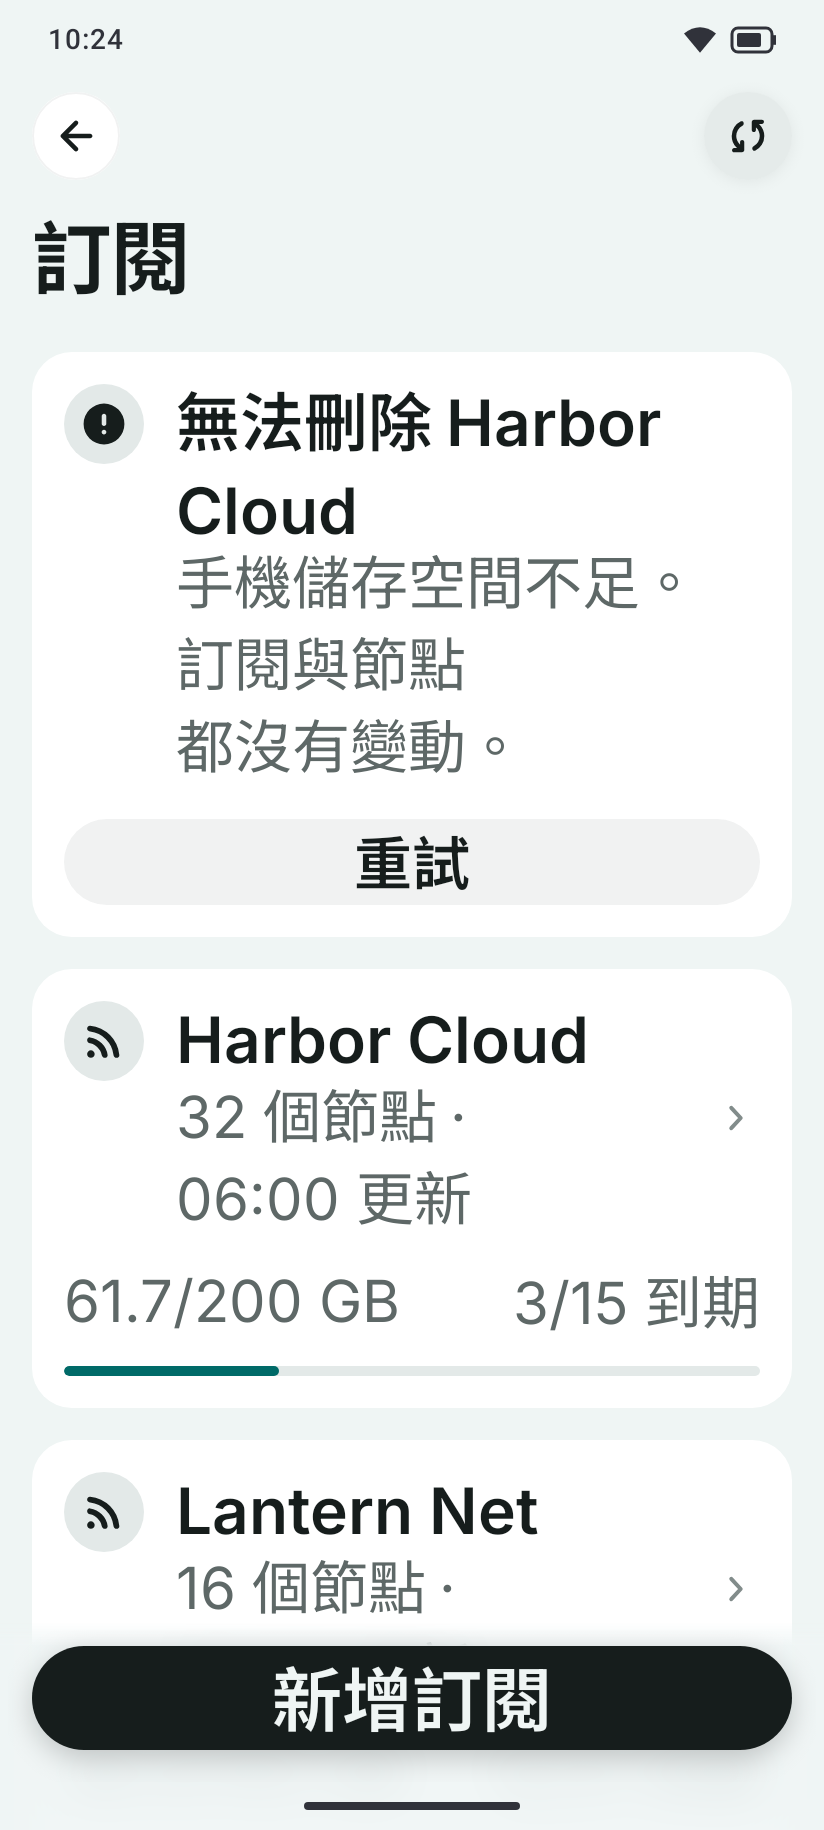 10:24
訂閱
無法刪除 Harbor
Cloud
手機儲存空間不足。
訂閱與節點
都沒有變動。
重試
Harbor Cloud
32 個節點 ·
06:00 更新
61.7/200 GB
3/15 到期
Lantern Net
16 個節點 ·
新增訂閱